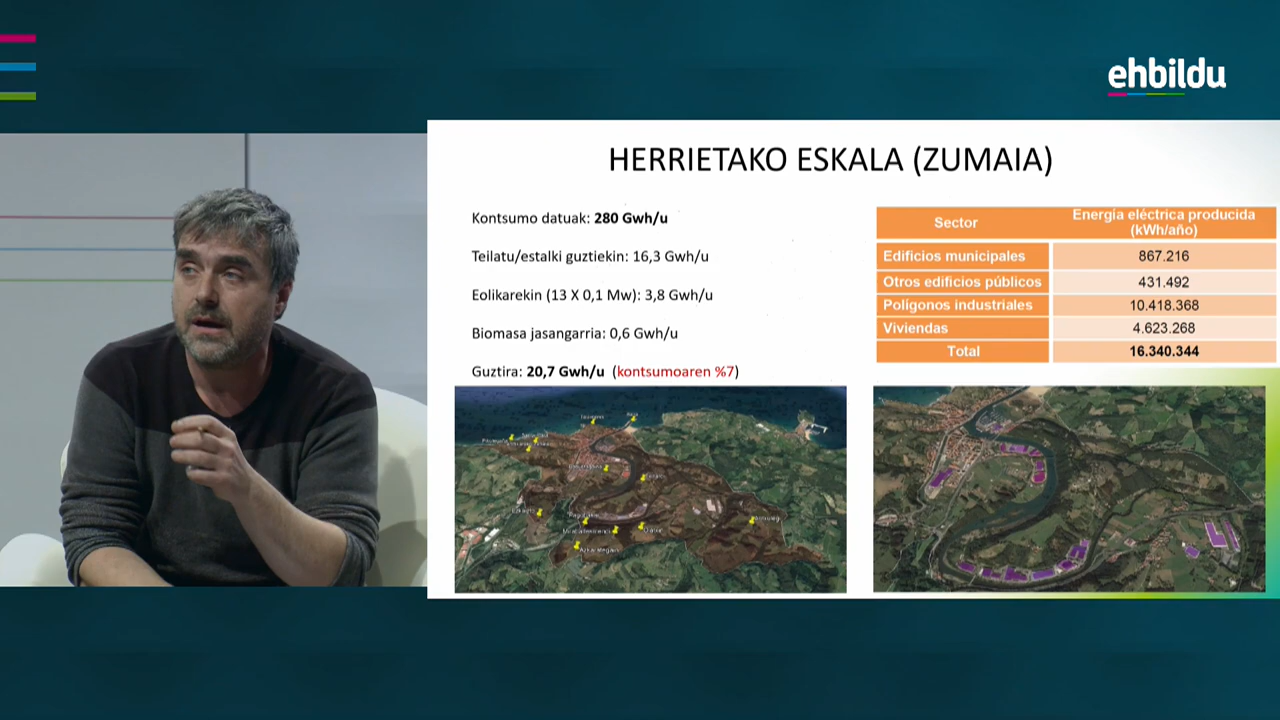 ehbildu
HERRIETAKO ESKALA (ZUMAIA)
Kontsumo datuak: 280 Gwh/u
Teilatu/estalki guztiekin: 16,3 Gwh/u
Eolikarekin (13 X 0,1 Mw): 3,8 Gwh/u
Biomasa jasangarria: 0,6 Gwh/u
Guztira: 20,7 Gwh/u (kontsumoaren %7)
Sector Energía eléctrica producida
(kWh/año)
Edificios municipales 867.216
Otros edificios públicos 431.492
Polígonos industriales 10.418.368
Viviendas 4.623.268
Total 16.340.344